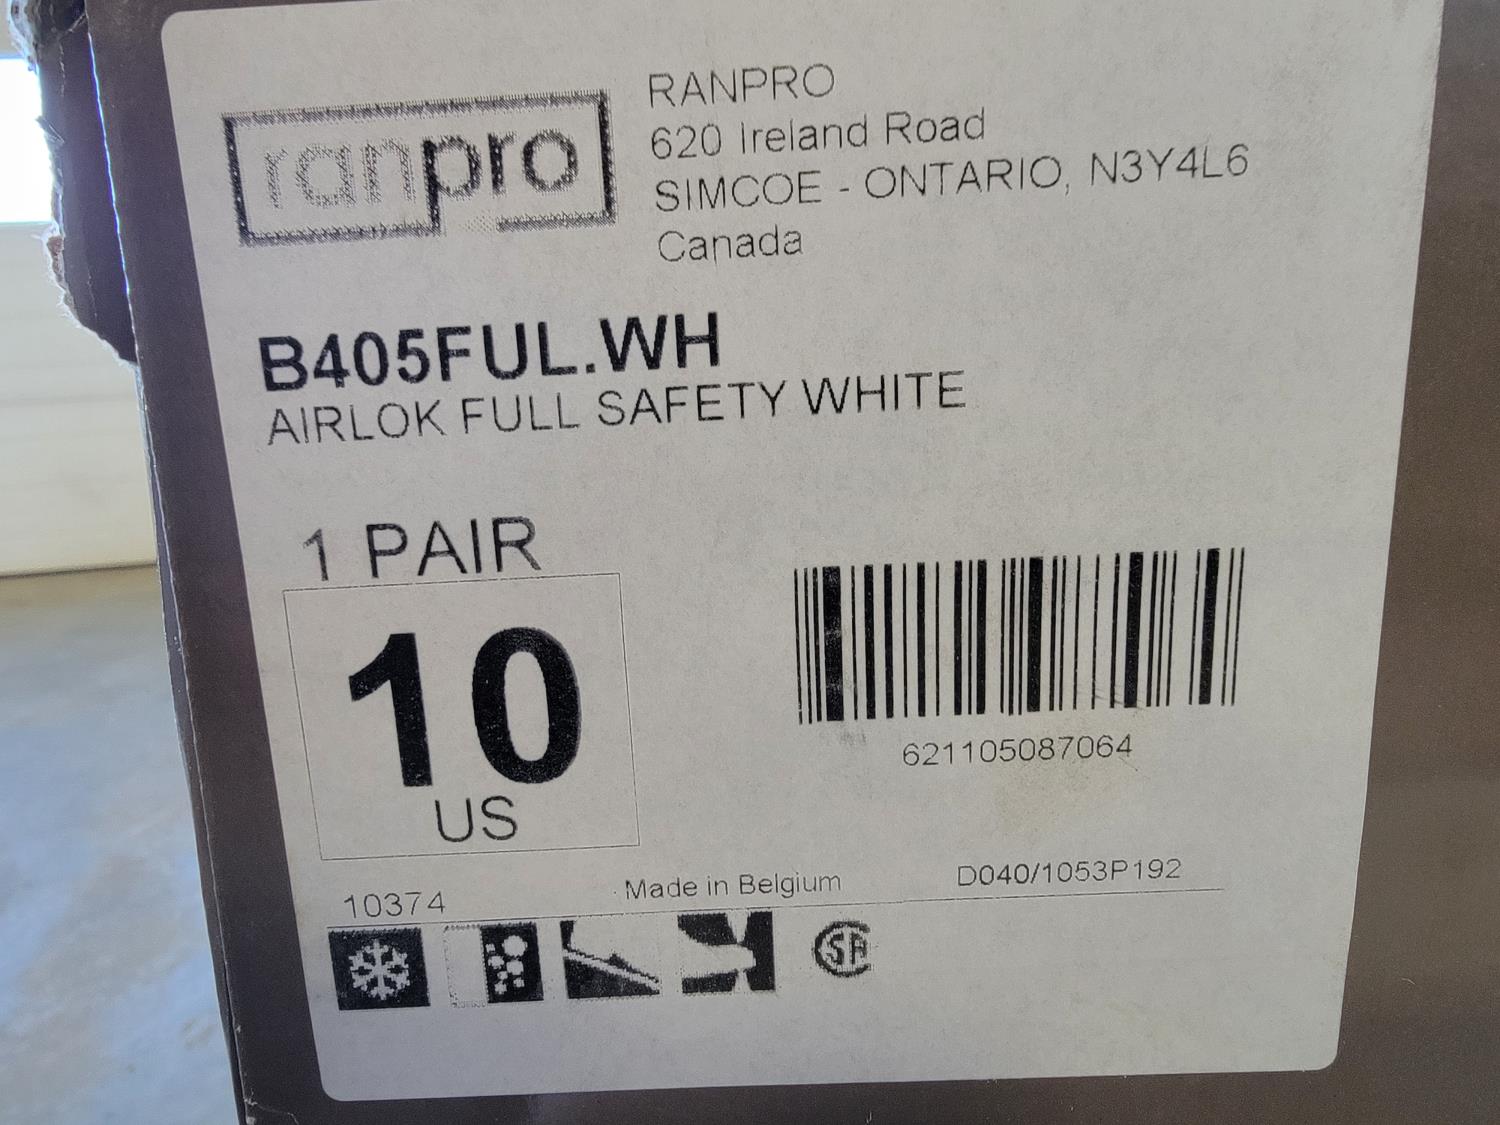 ranpro
RANPRO
620 Ireland Road
SIMCOE - ONTARIO, N3Y4L6
Canada
B405FUL.WH
AIRLOK FULL SAFETY WHITE
1 PAIR
10
US
621105087064
10374
Made in Belgium
D040/1053P192
CSA